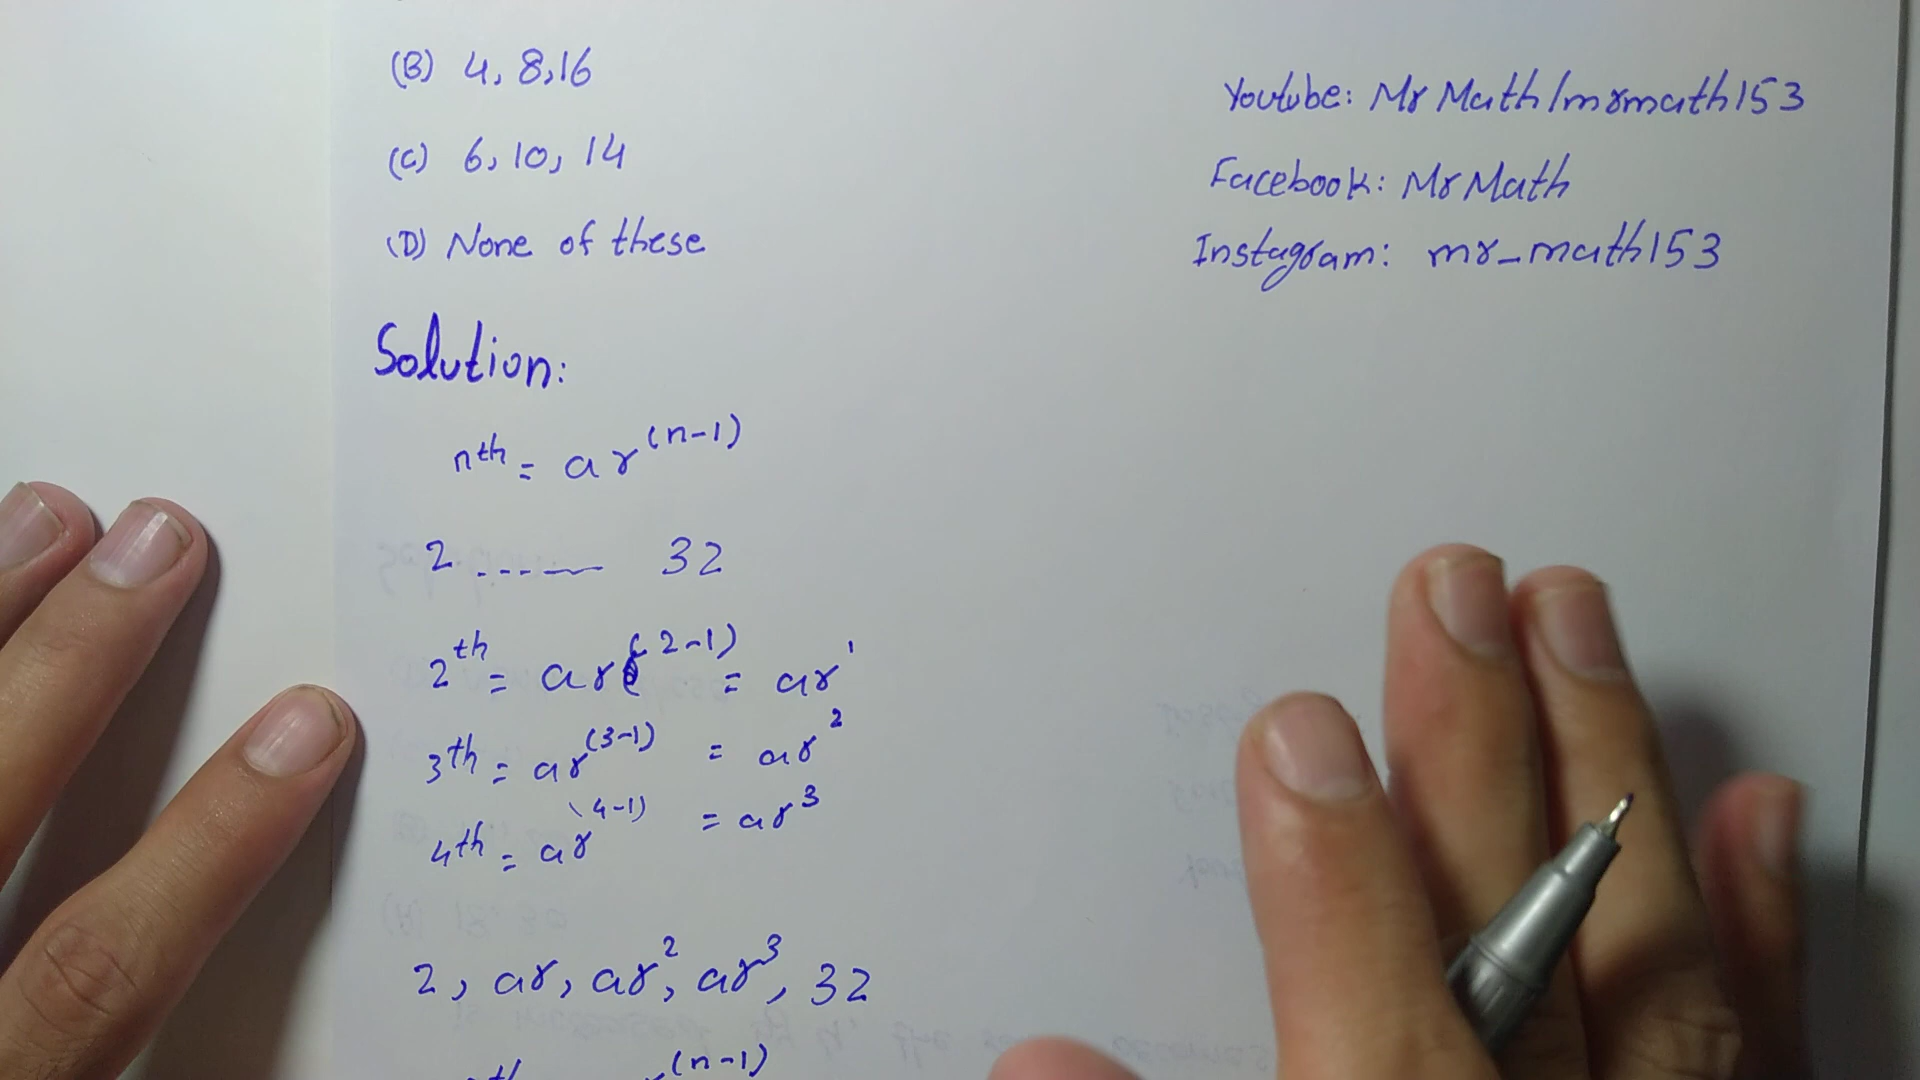 (B) 4, 8, 16
(C) 6, 10, 14
(D) None of these
Youtube: Mr Math/mrmath153
Facebook: Mr Math
Instagram: mr_math153
Solution:
nth = ar^(n-1)
2 ------- 32
2th = ar^(2-1) = ar^1
3th = ar^(3-1) = ar^2
4th = ar^(4-1) = ar^3
2, ar, ar^2, ar^3, 32
(n-1)